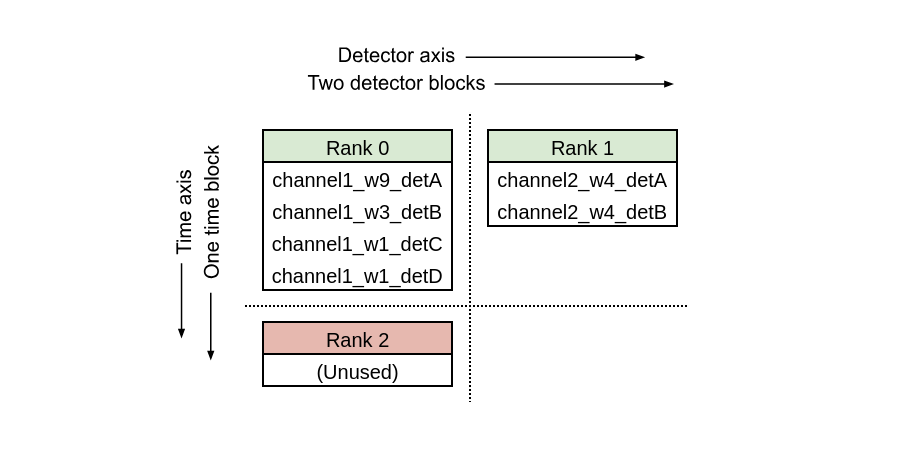 Detector axis
Two detector blocks
Time axis
One time block
Rank 0
channel1_w9_detA
channel1_w3_detB
channel1_w1_detC
channel1_w1_detD
Rank 1
channel2_w4_detA
channel2_w4_detB
Rank 2
(Unused)